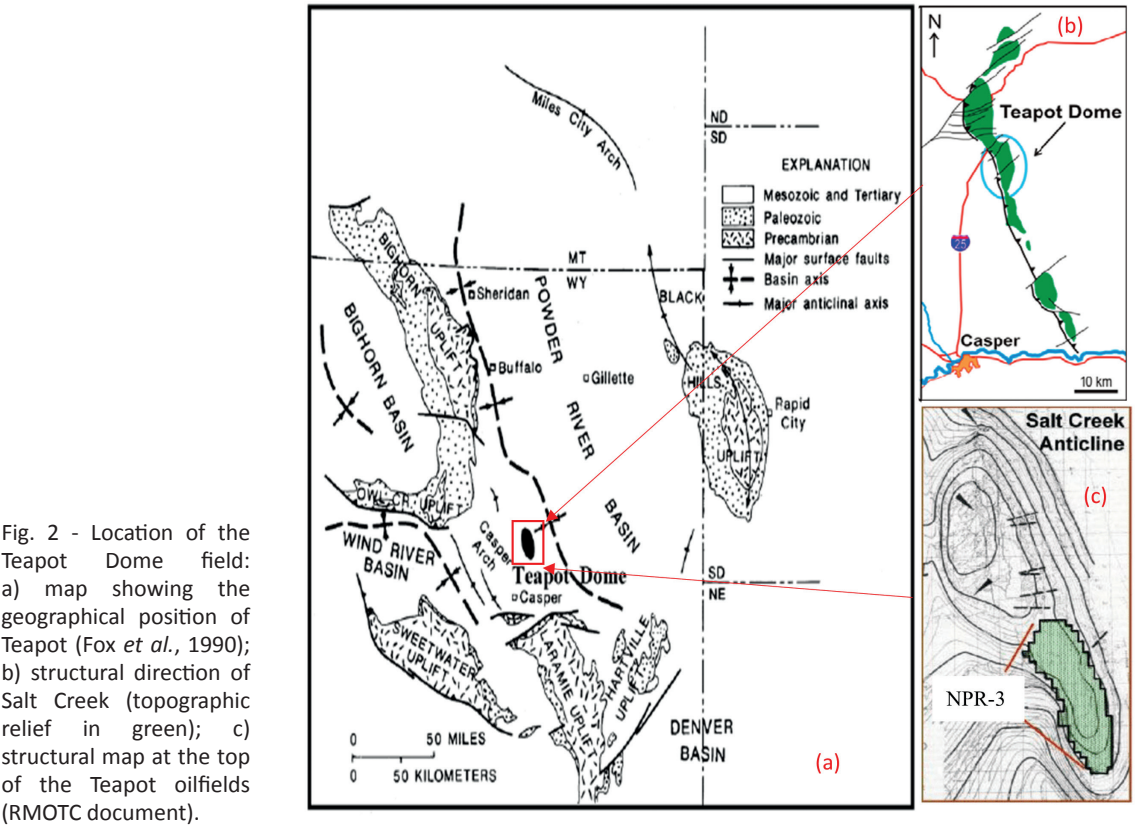 Fig. 2 - Location of the
Teapot Dome field:
a) map showing the
geographical position of
Teapot (Fox et al., 1990);
b) structural direction of
Salt Creek (topographic
relief in green); c)
structural map at the top
of the Teapot oilfields
(RMOTC document).
Miles City Arch
ND
SD
EXPLANATION
Mesozoic and Tertiary
Paleozoic
Precambrian
Major surface faults
Basin axis
Major anticlinal axis
MT
WY
BIGHORN
UPLIFT
Sheridan
POWDER
RIVER
BASIN
BLACK
HILLS
UPLIFT
BIGHORN BASIN
Buffalo
Gillette
Rapid
City
OWL CR. UPLIFT
WIND RIVER
BASIN
Casper
Arch
Teapot Dome
Casper
SD
NE
SWEETWATER
UPLIFT
LARAMIE UPLIFT
HARTVILLE
UPLIFT
DENVER
BASIN
0 50 MILES
0 50 KILOMETERS
(a)
N
(b)
Teapot Dome
25
Casper
10 km
Salt Creek
Anticline
(c)
NPR-3